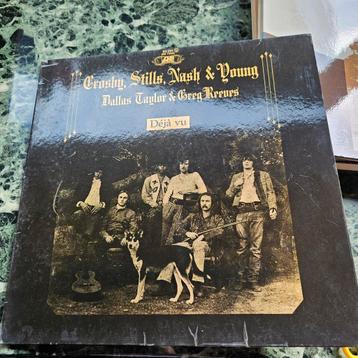 Crosby, Stills, Nash & Young
Dallas Taylor & Greg Reeves
Déjà vu